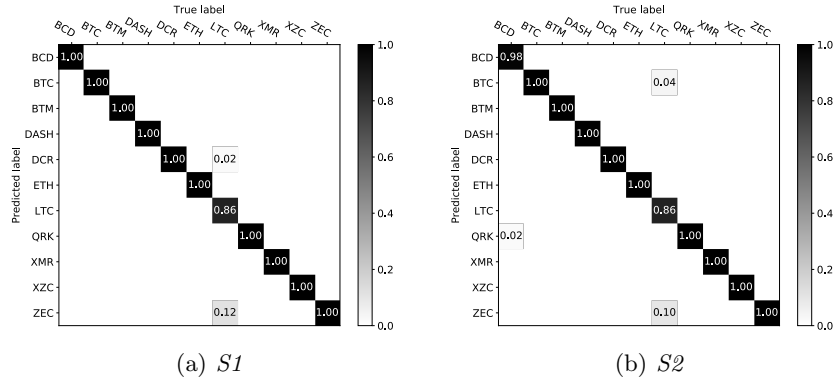 True label
BCD BTC BTM DASH DCR ETH LTC QRK XMR XZC ZEC
Predicted label
BCD 1.00
BTC 1.00
BTM 1.00
DASH 1.00
DCR 1.00 0.02
ETH 1.00
LTC 0.86
QRK 1.00
XMR 1.00
XZC 1.00
ZEC 0.12 1.00
1.0
0.8
0.6
0.4
0.2
0.0
(a) S1
True label
BCD BTC BTM DASH DCR ETH LTC QRK XMR XZC ZEC
Predicted label
BCD 0.98
BTC 1.00 0.04
BTM 1.00
DASH 1.00
DCR 1.00
ETH 1.00
LTC 0.86
QRK 0.02 1.00
XMR 1.00
XZC 1.00
ZEC 0.10 1.00
1.0
0.8
0.6
0.4
0.2
0.0
(b) S2